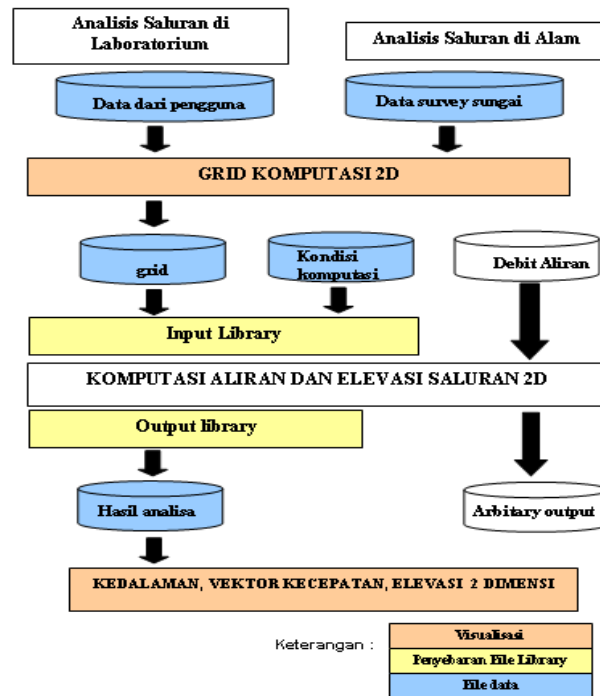 Analisis Saluran di
Laboratorium
Analisis Saluran di Alam
Data dari pengguna
Data survey sungai
GRID KOMPUTASI 2D
grid
Kondisi
komputasi
Debit Aliran
Input Library
KOMPUTASI ALIRAN DAN ELEVASI SALURAN 2D
Output library
Hasil analisa
Arbitary output
KEDALAMAN, VEKTOR KECEPATAN, ELEVASI 2 DIMENSI
Keterangan :
Visualisasi
Penyebaran File Library
File data